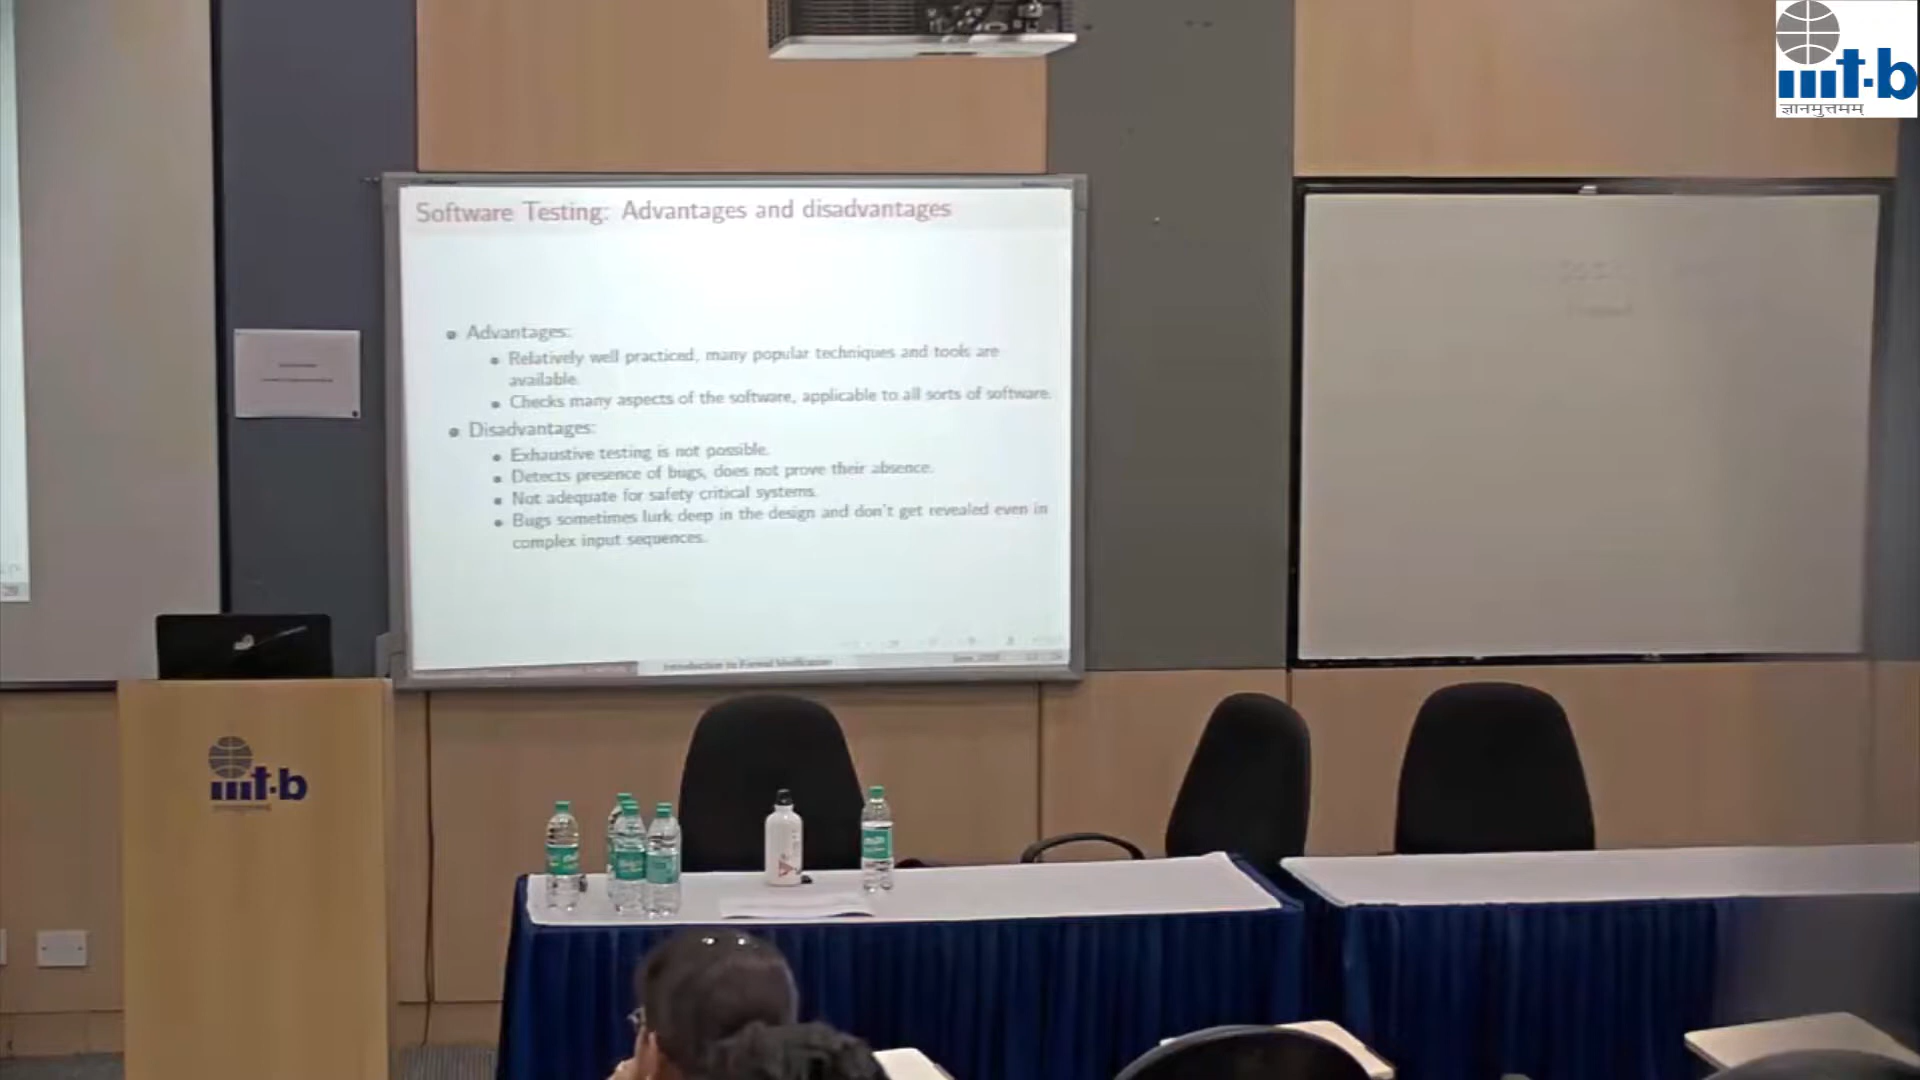 iiit-b
ज्ञानमुत्तमम्
Software Testing: Advantages and disadvantages
Advantages:
Relatively well practiced, many popular techniques and tools are
available.
Checks many aspects of the software, applicable to all sorts of software.
Disadvantages:
Exhaustive testing is not possible.
Detects presence of bugs, does not prove their absence.
Not adequate for safety critical systems.
Bugs sometimes lurk deep in the design and don't get revealed even in
complex input sequences.
Introduction to Formal Verification
iiit-b